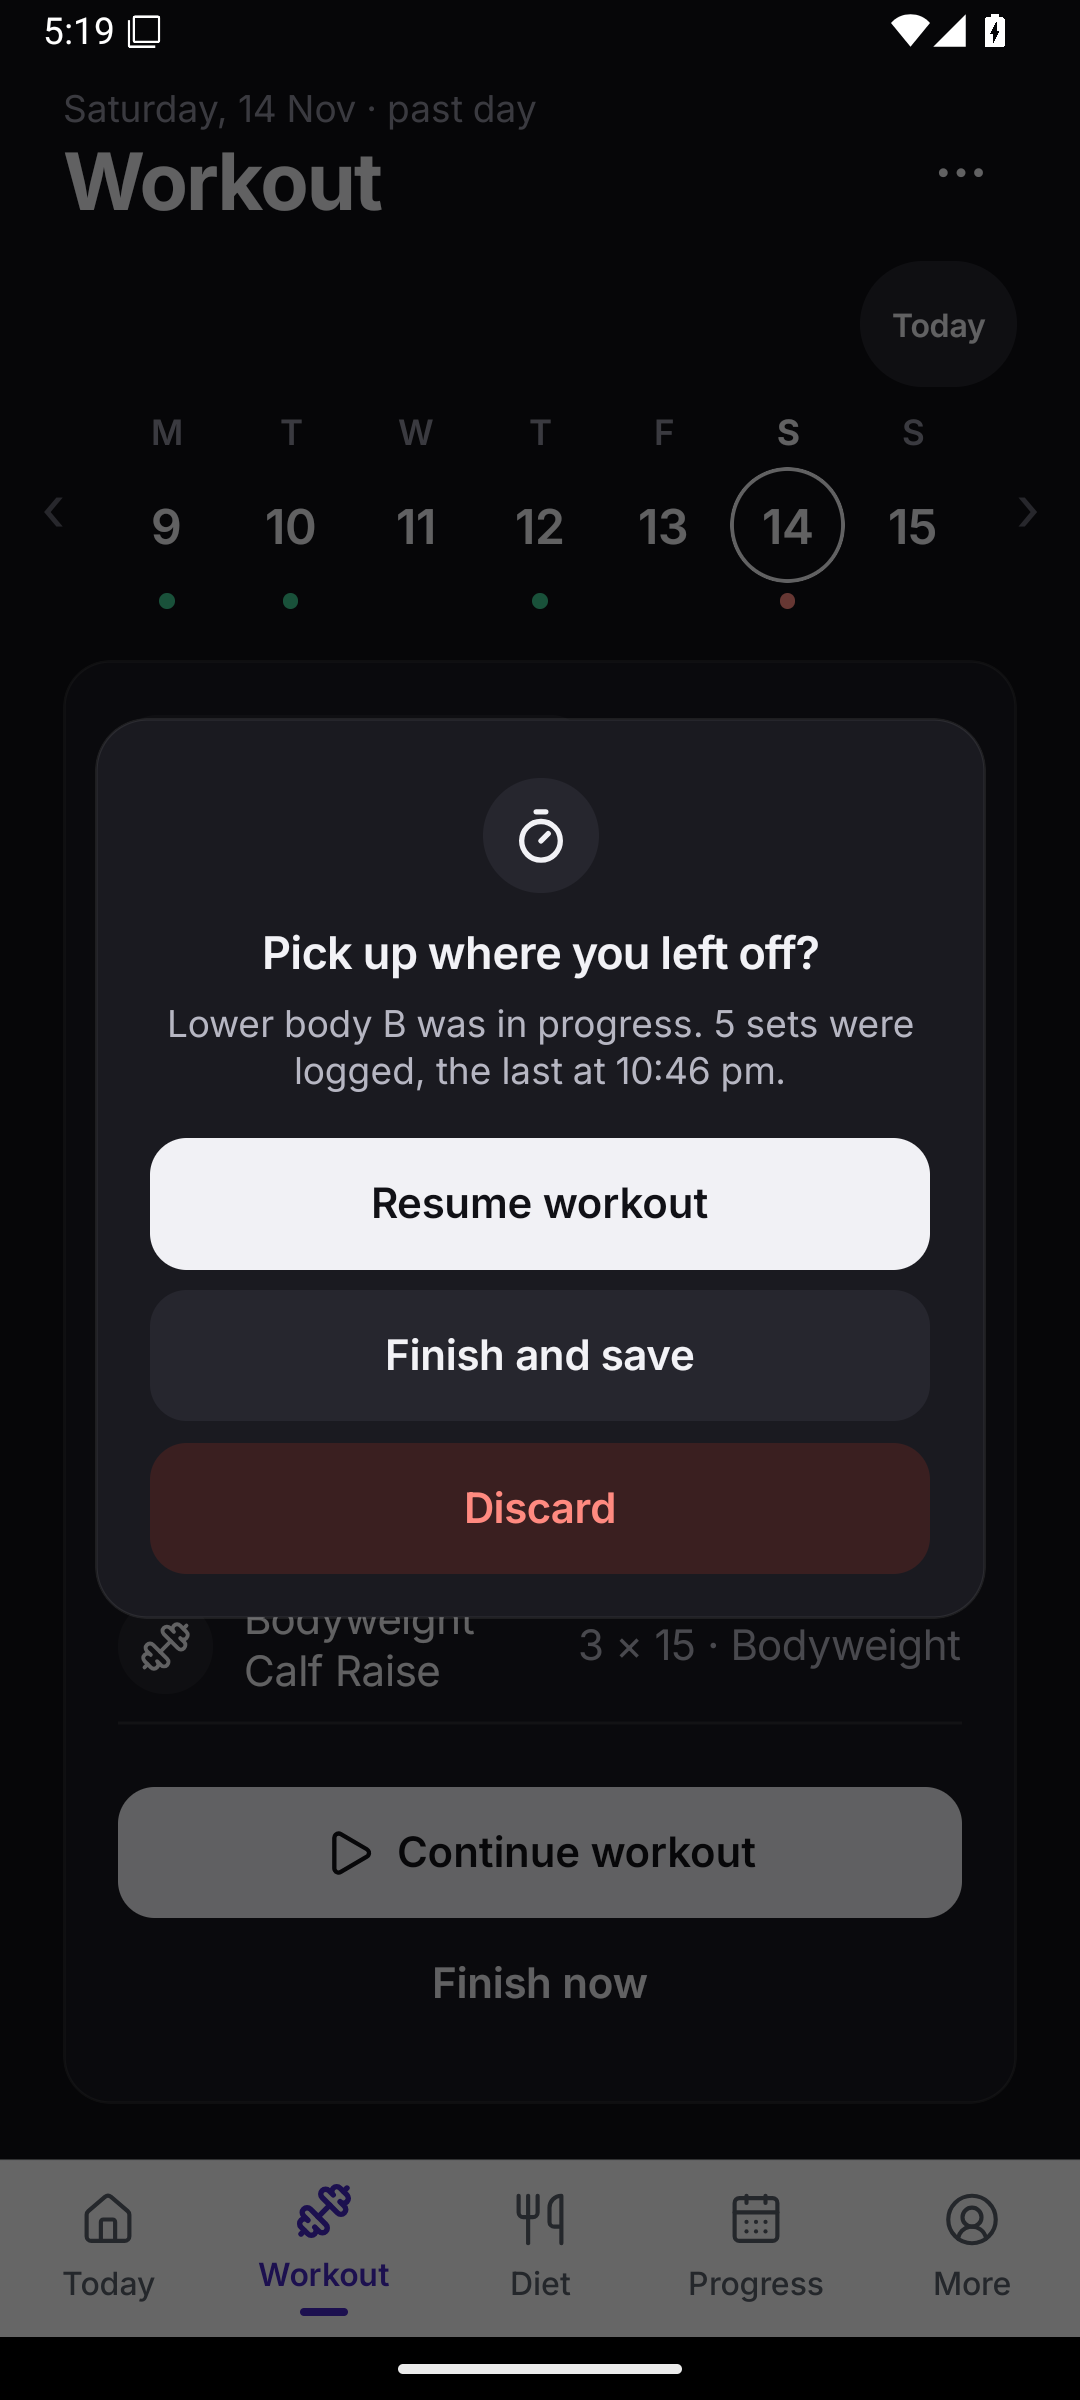 5:19
Saturday, 14 Nov · past day
Workout
Today
M T W T F S S
9 10 11 12 13 14 15
Pick up where you left off?
Lower body B was in progress. 5 sets were
logged, the last at 10:46 pm.
Resume workout
Finish and save
Discard
Bodyweight
Calf Raise
3 × 15 · Bodyweight
Continue workout
Finish now
Today Workout Diet Progress More